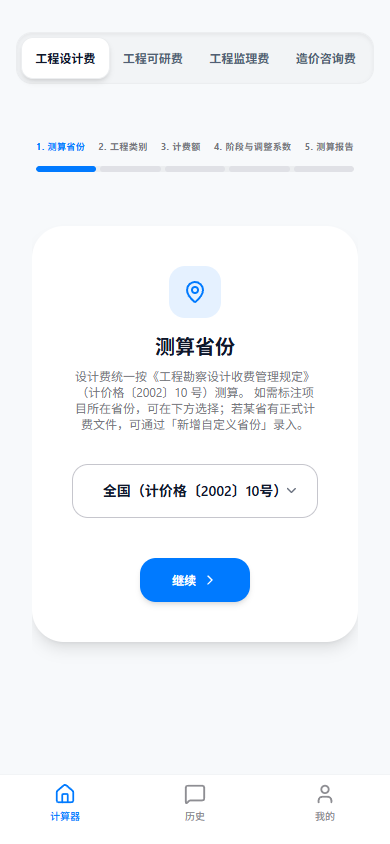 工程设计费 工程可研费 工程监理费 造价咨询费
1. 测算省份 2. 工程类别 3. 计费额 4. 阶段与调整系数 5. 测算报告
测算省份
设计费统一按《工程勘察设计收费管理规定》
（计价格〔2002〕10 号）测算。 如需标注项
目所在省份，可在下方选择；若某省有正式计
费文件，可通过「新增自定义省份」录入。
全国（计价格〔2002〕10号）
继续
计算器 历史 我的